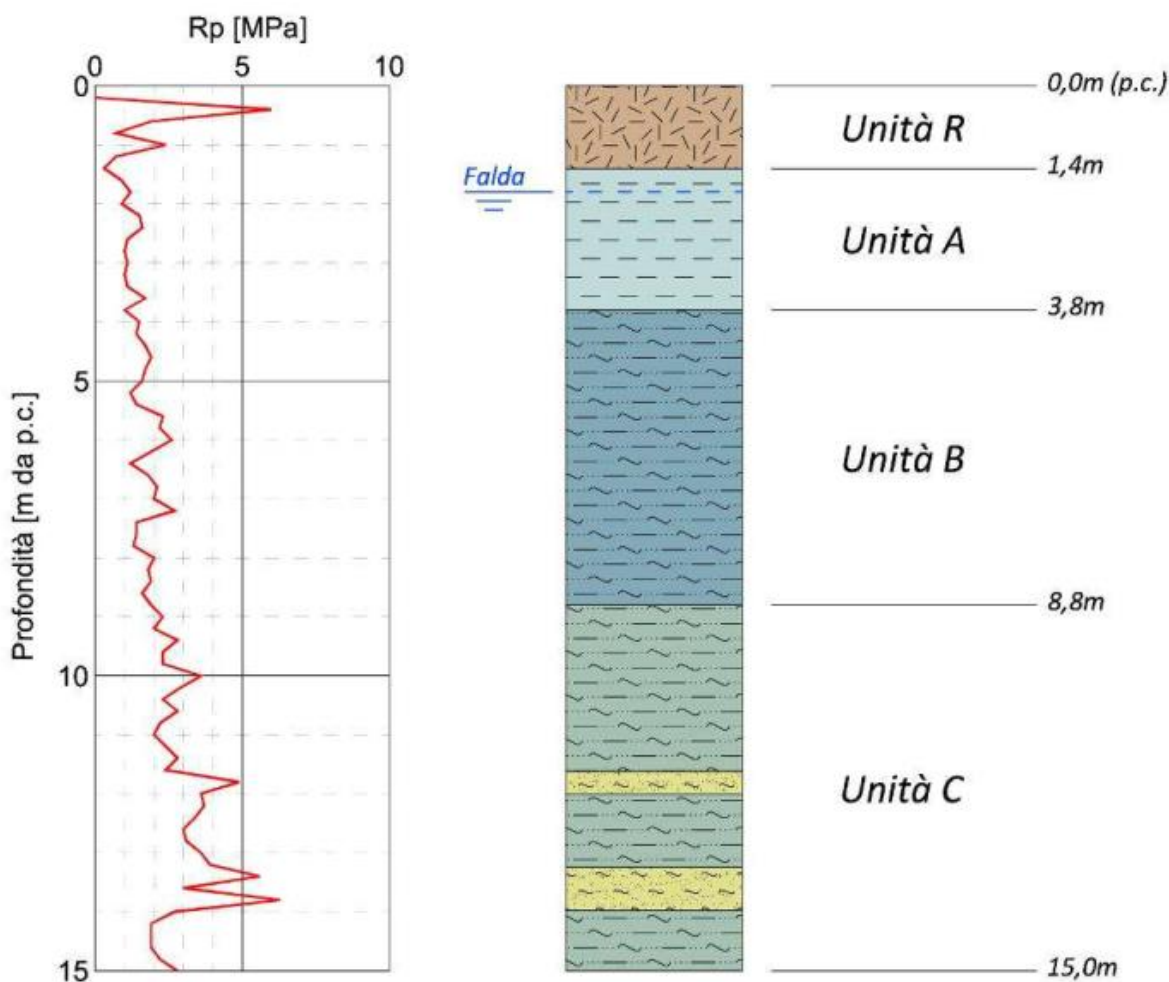 Rp [MPa]
0 5 10
0
5
10
15
Profondità [m da p.c.]
Falda
0,0m (p.c.)
Unità R
1,4m
Unità A
3,8m
Unità B
8,8m
Unità C
15,0m